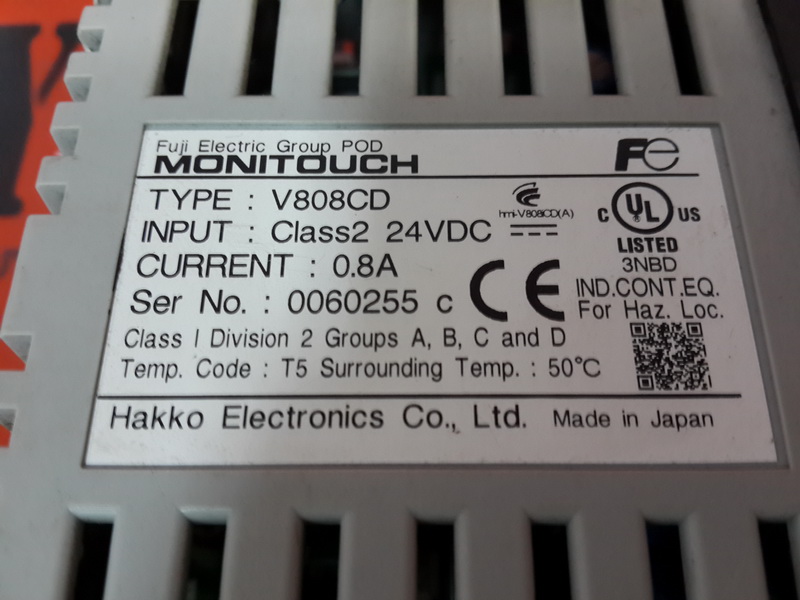 Fuji Electric Group POD
MONITOUCH
Fe
TYPE : V808CD
hmi-V808iCD(A)
INPUT : Class2 24VDC
C UL US
LISTED
3NBD
CURRENT : 0.8A
CE
IND.CONT.EQ.
For Haz. Loc.
Ser No. : 0060255 c
Class I Division 2 Groups A, B, C and D
Temp. Code : T5 Surrounding Temp. : 50°C
Hakko Electronics Co., Ltd. Made in Japan